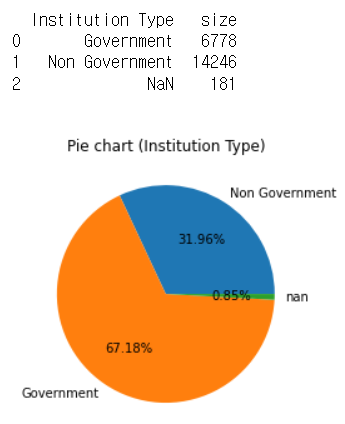 Institution Type size
0 Government 6778
1 Non Government 14246
2 NaN 181
Pie chart (Institution Type)
Non Government
31.96%
0.85%
nan
67.18%
Government